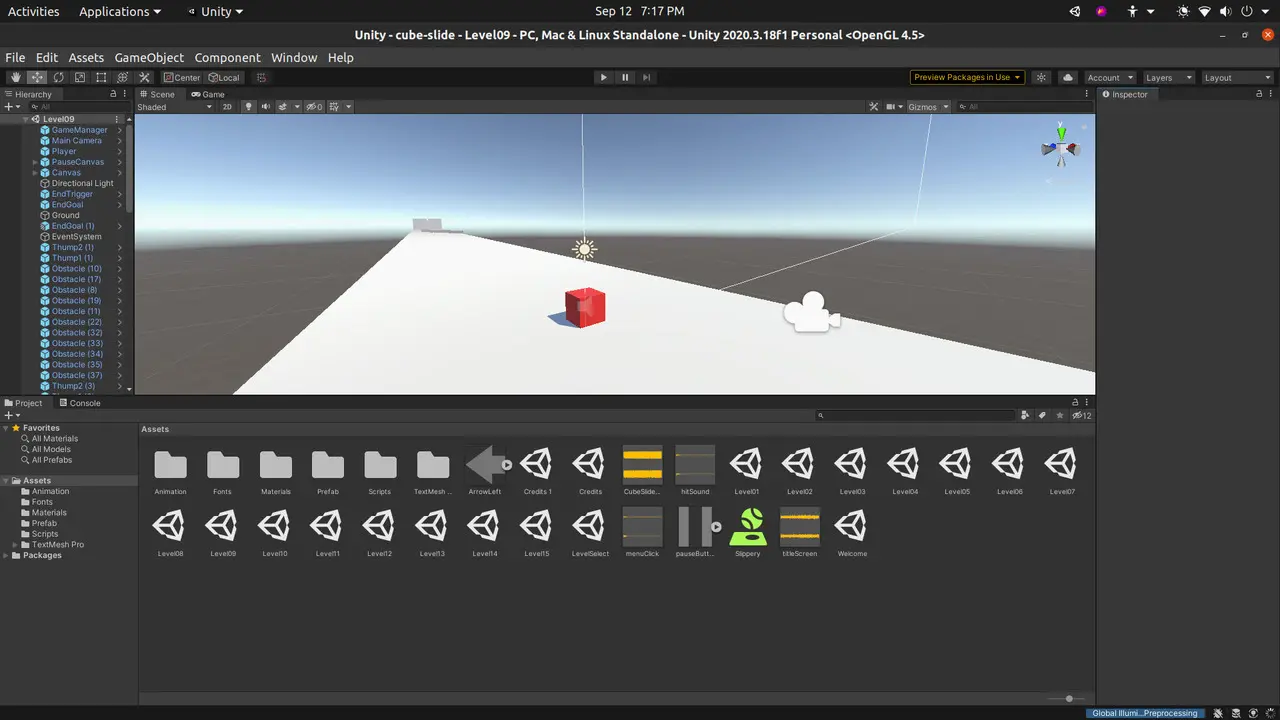 Activities Applications Unity Sep 12 7:17 PM
Unity - cube-slide - Level09 - PC, Mac & Linux Standalone - Unity 2020.3.18f1 Personal <OpenGL 4.5>
File Edit Assets GameObject Component Window Help
Center Local Preview Packages in Use Account Layers Layout
Hierarchy Scene Game Inspector
All Shaded 2D 0 Gizmos All
Level09
GameManager
Main Camera
Player
PauseCanvas
Canvas
Directional Light
EndTrigger
EndGoal
Ground
EndGoal (1)
EventSystem
Thump2 (1)
Thump1 (1)
Obstacle (10)
Obstacle (17)
Obstacle (8)
Obstacle (19)
Obstacle (11)
Obstacle (22)
Obstacle (32)
Obstacle (33)
Obstacle (34)
Obstacle (35)
Obstacle (37)
Thump2 (3)
y
Project Console
12
Favorites
All Materials
All Models
All Prefabs
Assets
Animation
Fonts
Materials
Prefab
Scripts
TextMesh Pro
Packages
Assets
Animation Fonts Materials Prefab Scripts TextMesh ... ArrowLeft Credits 1 Credits CubeSlide... hitSound Level01 Level02 Level03 Level04 Level05 Level06 Level07
Level08 Level09 Level10 Level11 Level12 Level13 Level14 Level15 LevelSelect menuClick pauseButt... Slippery titleScreen Welcome
Global Illumi...Preprocessing